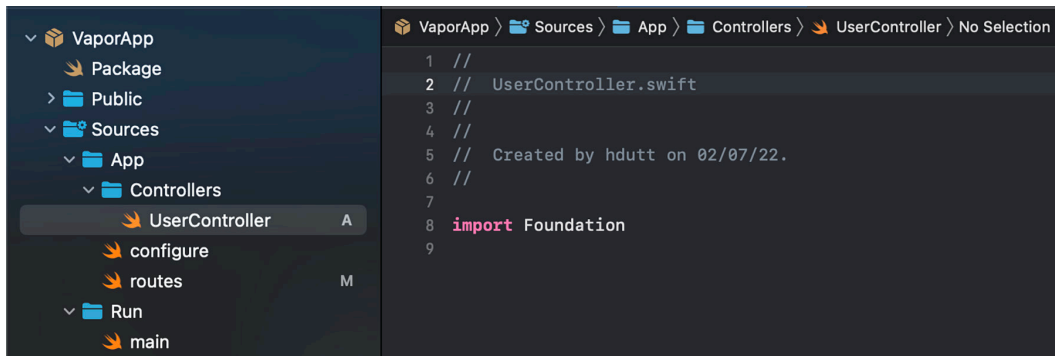 VaporApp
Package
Public
Sources
App
Controllers
UserController A
configure
routes M
Run
main
VaporApp 〉 Sources 〉 App 〉 Controllers 〉 UserController 〉 No Selection
1 //
2 //  UserController.swift
3 //
4 //
5 //  Created by hdutt on 02/07/22.
6 //
7
8 import Foundation
9